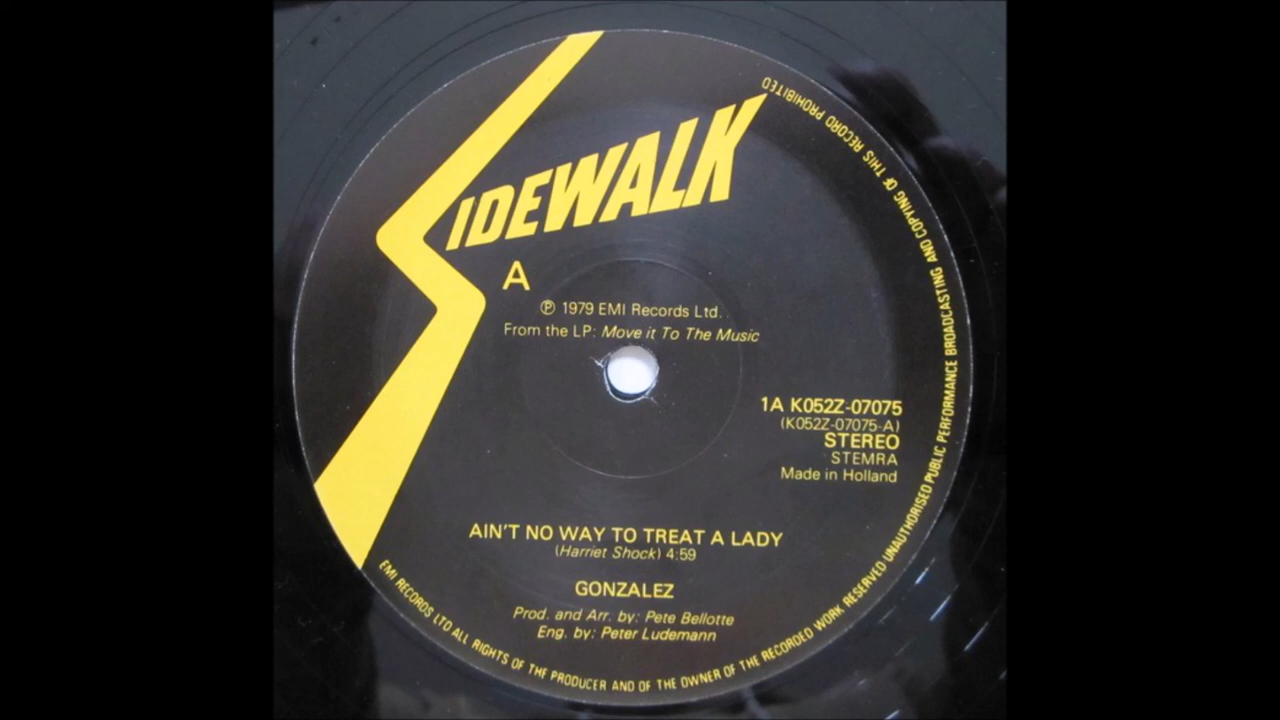 SIDEWALK
A
℗ 1979 EMI Records Ltd.
From the LP: Move it To The Music
1A K052Z-07075
(K052Z-07075-A)
STEREO
STEMRA
Made in Holland
AIN'T NO WAY TO TREAT A LADY
(Harriet Shock) 4:59
GONZALEZ
Prod. and Arr. by: Pete Bellotte
Eng. by: Peter Ludemann
EMI RECORDS LTD ALL RIGHTS OF THE PRODUCER AND OF THE OWNER OF THE RECORDED WORK RESERVED UNAUTHORISED PUBLIC PERFORMANCE BROADCASTING AND COPYING OF THIS RECORD PROHIBITED